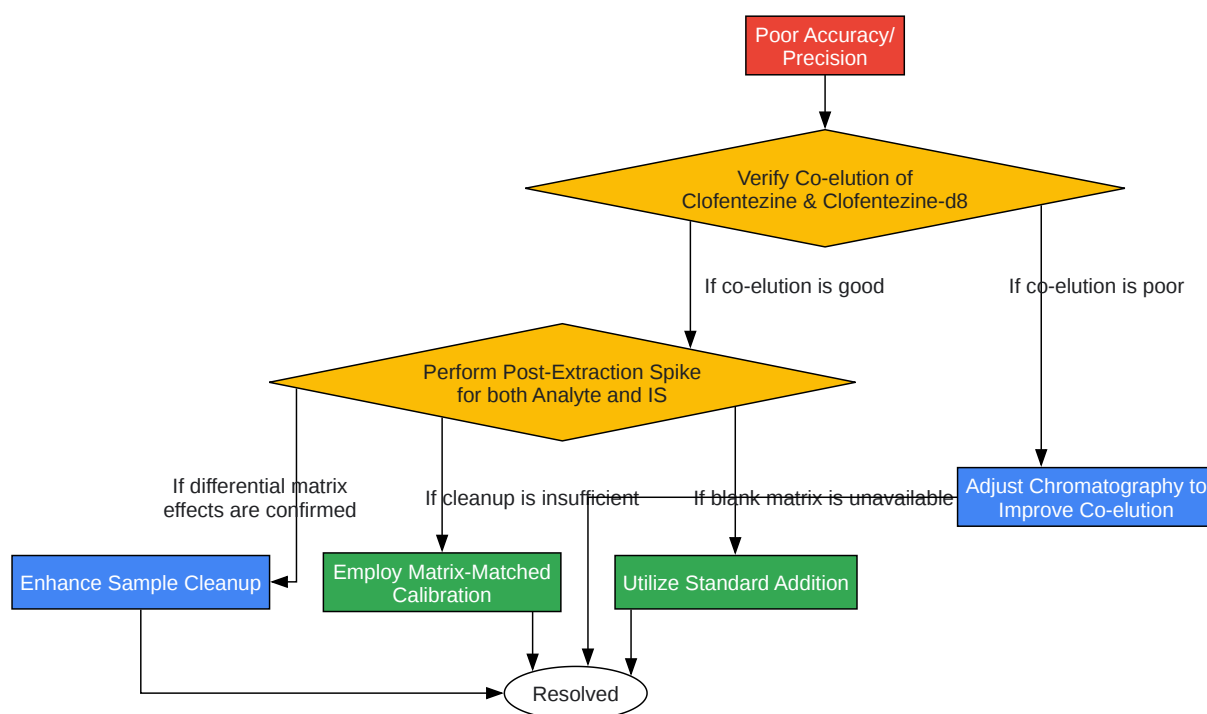 Poor Accuracy/
Precision
Verify Co-elution of
Clofentezine & Clofentezine-d8
If co-elution is good
If co-elution is poor
Perform Post-Extraction Spike
for both Analyte and IS
If differential matrix
effects are confirmed
If cleanup is insufficient
If blank matrix is unavailable
Adjust Chromatography to
Improve Co-elution
Enhance Sample Cleanup
Employ Matrix-Matched
Calibration
Utilize Standard Addition
Resolved